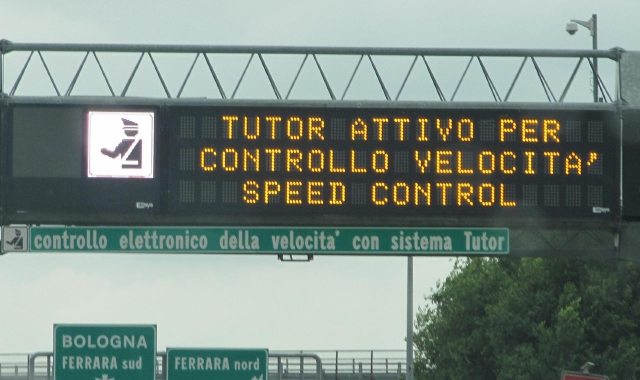 TUTOR ATTIVO PER
CONTROLLO VELOCITA'
SPEED CONTROL
controllo elettronico della velocita' con sistema Tutor
BOLOGNA
FERRARA sud
FERRARA nord